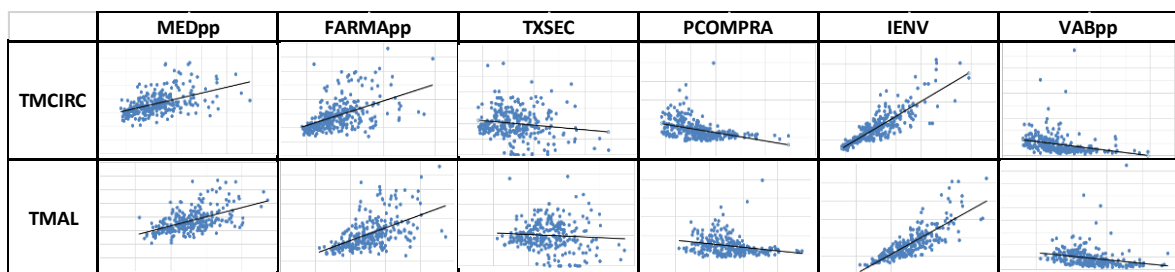 MEDpp FARMApp TXSEC PCOMPRA IENV VABpp
TMCIRC
TMAL